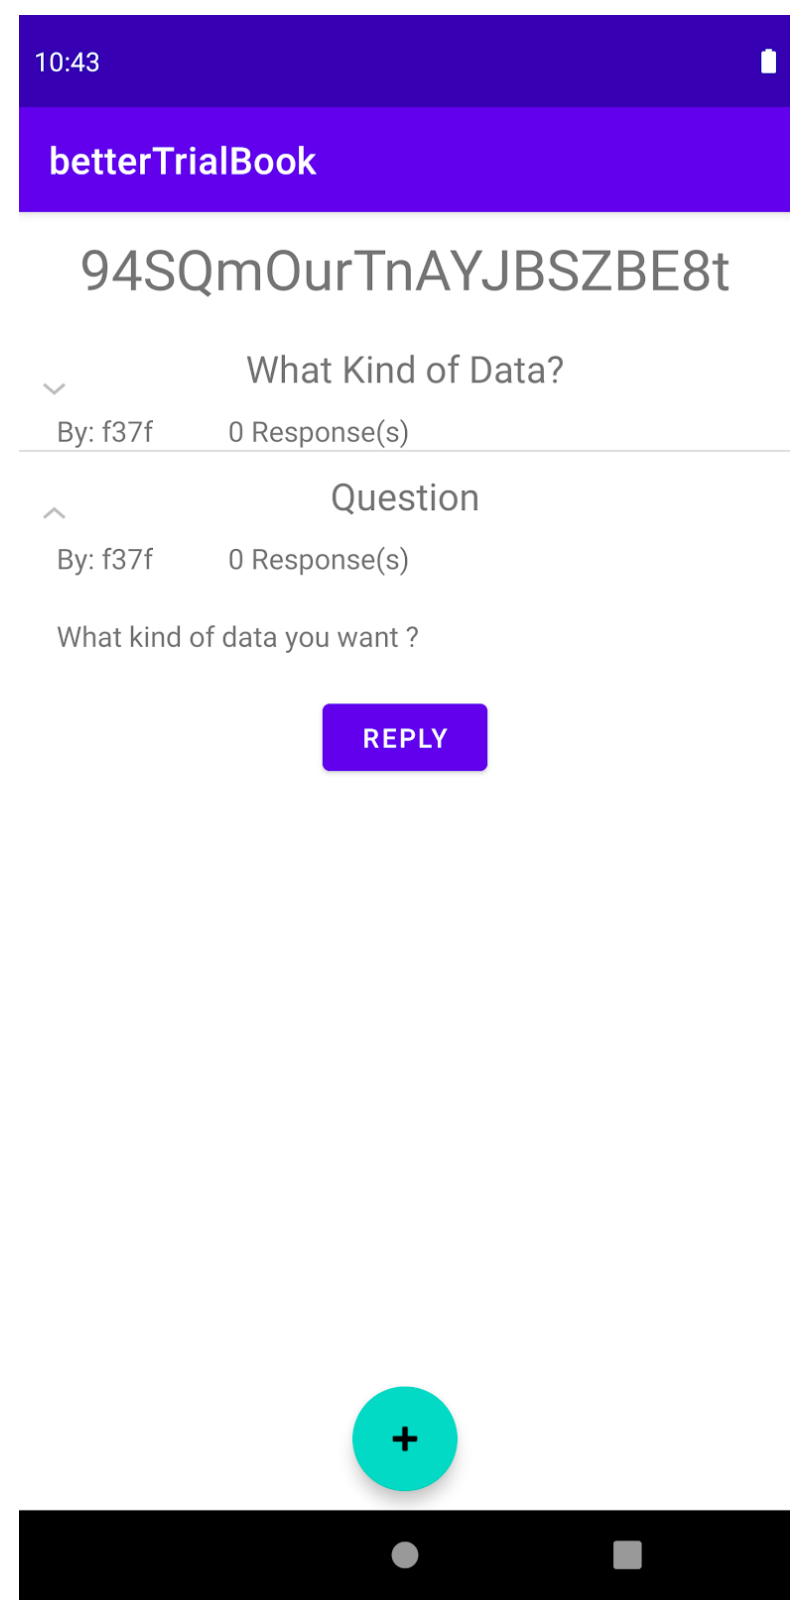 10:43
betterTrialBook
94SQmOurTnAYJBSZBE8t
What Kind of Data?
By: f37f 0 Response(s)
Question
By: f37f 0 Response(s)
What kind of data you want ?
REPLY
+